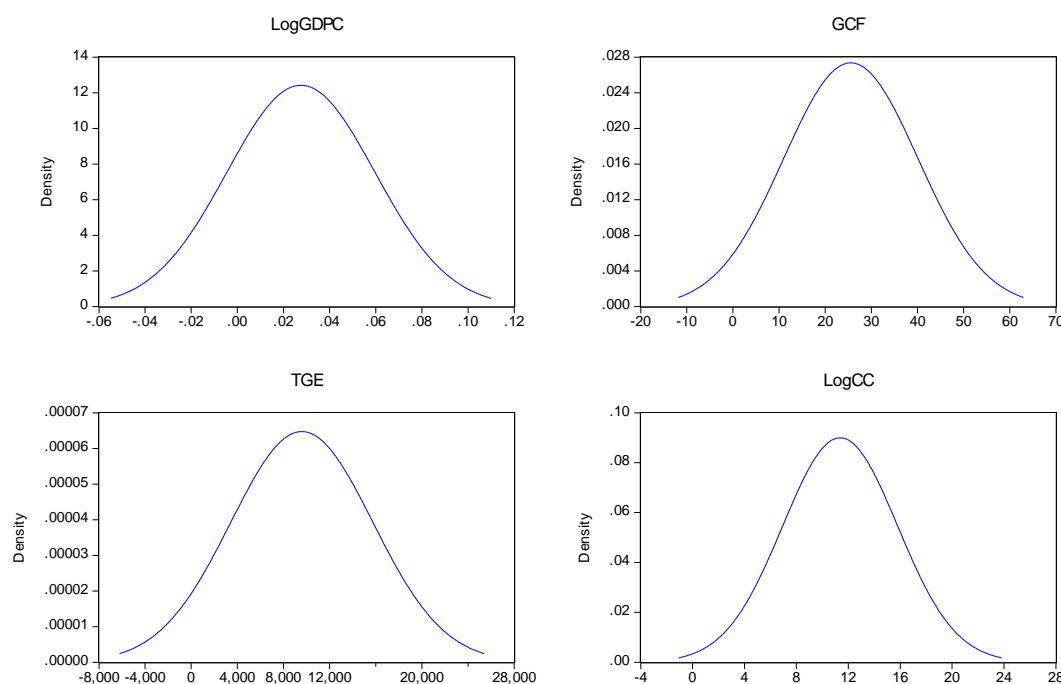 LogGDPC
Density
14
12
10
8
6
4
2
0
-.06 -.04 -.02 .00 .02 .04 .06 .08 .10 .12
GCF
Density
.028
.024
.020
.016
.012
.008
.004
.000
-20 -10 0 10 20 30 40 50 60 70
TGE
Density
.00007
.00006
.00005
.00004
.00003
.00002
.00001
.00000
-8,000 -4,000 0 4,000 8,000 12,000 20,000 28,000
LogCC
Density
.10
.08
.06
.04
.02
.00
-4 0 4 8 12 16 20 24 28